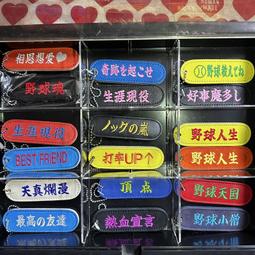 相思想愛
野球魂
奇跡を起こせ
生涯現役
野球教えてね
好事魔多し
生涯現役
BEST FRIEND
ノックの嵐
打率UP↑
野球人生
野球人生
天真爛漫
最高の友達
頂点
熱血宣言
野球天国
野球小僧